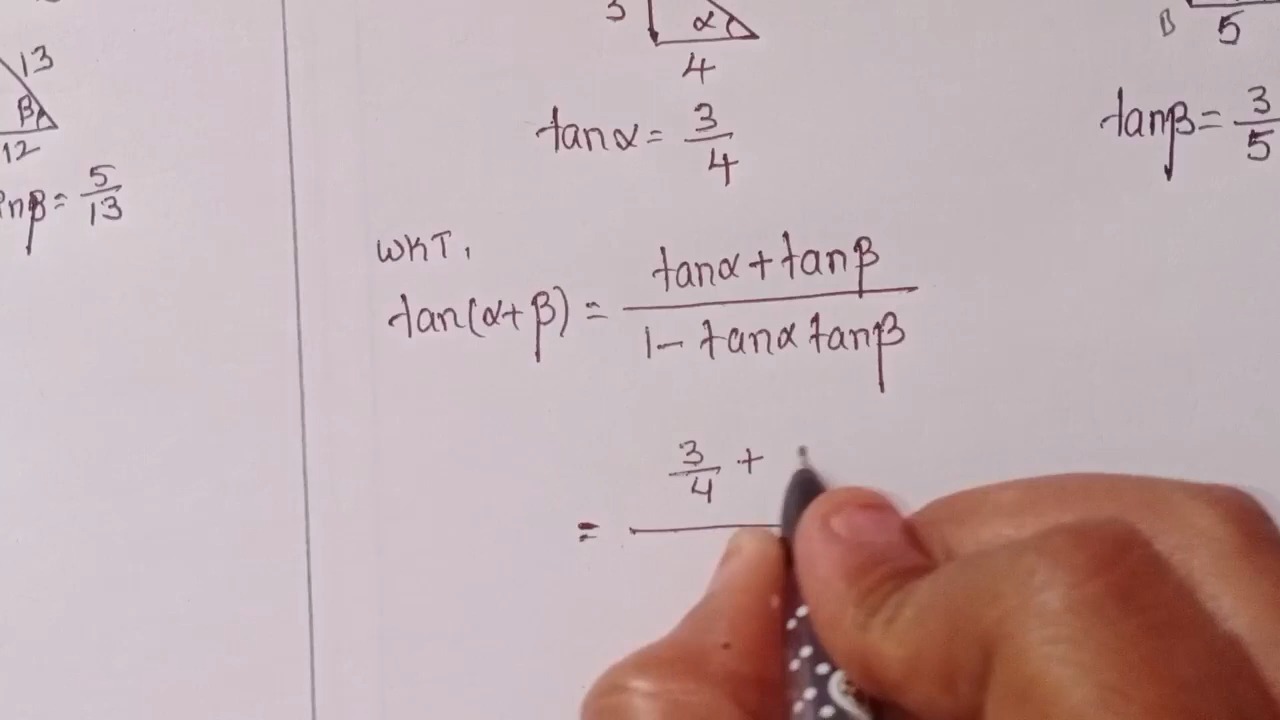 13
β
12
inβ = 5/13
3
α
4
tanα = 3/4
β
5
tanβ = 3/5
WKT,
tan(α+β) = tanα + tanβ / 1 - tanα tanβ
= 3/4 +